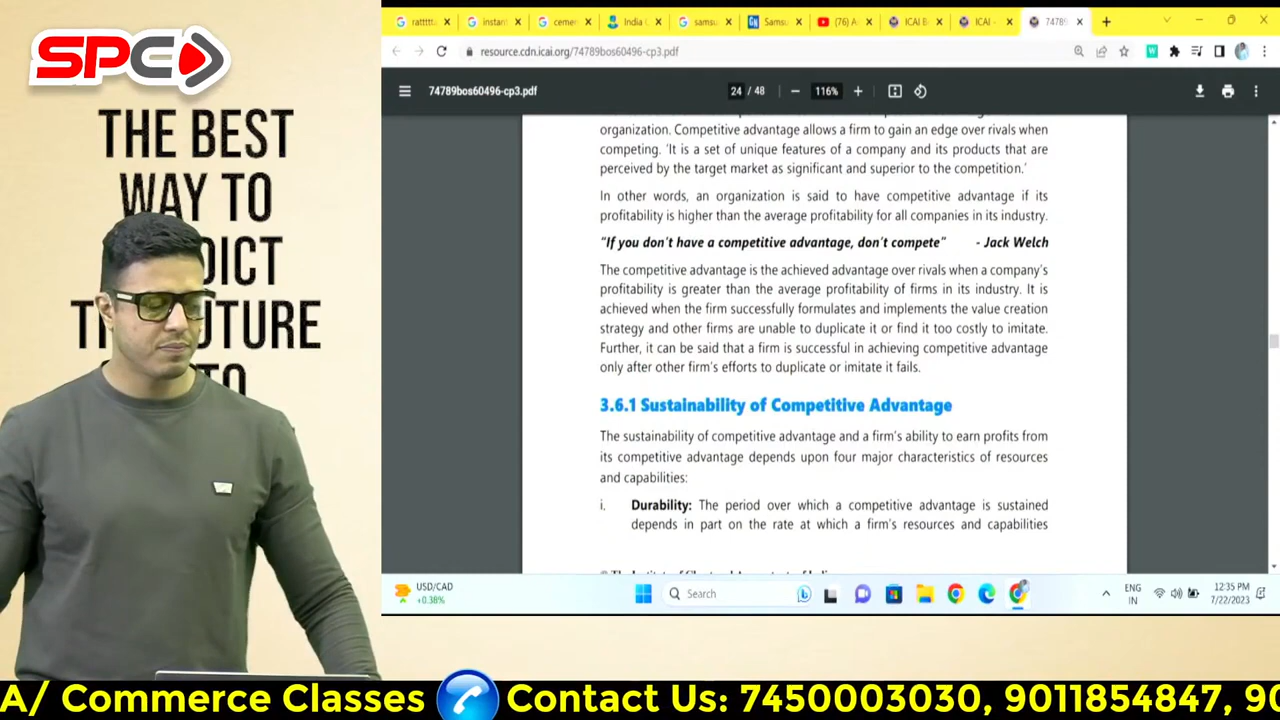 SPC
THE BEST
WAY TO
DICT
TURE
TO
instan
ceme
India
samsu
Samsu
(76) A
ICAI B
ICAI -
74789
resource.cdn.icai.org/74789bos60496-cp3.pdf
74789bos60496-cp3.pdf
24 / 48
116%
organization. Competitive advantage allows a firm to gain an edge over rivals when
competing. 'It is a set of unique features of a company and its products that are
perceived by the target market as significant and superior to the competition.'
In other words, an organization is said to have competitive advantage if its
profitability is higher than the average profitability for all companies in its industry.
"If you don't have a competitive advantage, don't compete" - Jack Welch
The competitive advantage is the achieved advantage over rivals when a company's
profitability is greater than the average profitability of firms in its industry. It is
achieved when the firm successfully formulates and implements the value creation
strategy and other firms are unable to duplicate it or find it too costly to imitate.
Further, it can be said that a firm is successful in achieving competitive advantage
only after other firm's efforts to duplicate or imitate it fails.
3.6.1 Sustainability of Competitive Advantage
The sustainability of competitive advantage and a firm's ability to earn profits from
its competitive advantage depends upon four major characteristics of resources
and capabilities:
i. Durability: The period over which a competitive advantage is sustained
depends in part on the rate at which a firm's resources and capabilities
USD/CAD
+0.38%
Search
ENG
IN
12:35 PM
7/22/2023
A/ Commerce Classes Contact Us: 7450003030, 9011854847, 90